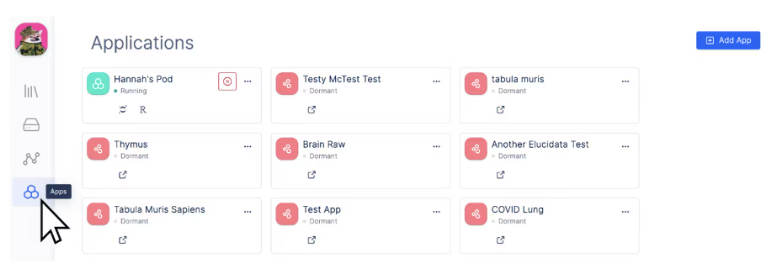 Applications
Add App
Hannah's Pod
Running
R
Testy McTest Test
Dormant
tabula muris
Dormant
Thymus
Dormant
Brain Raw
Dormant
Another Elucidata Test
Dormant
Apps
Tabula Muris Sapiens
Dormant
Test App
Dormant
COVID Lung
Dormant